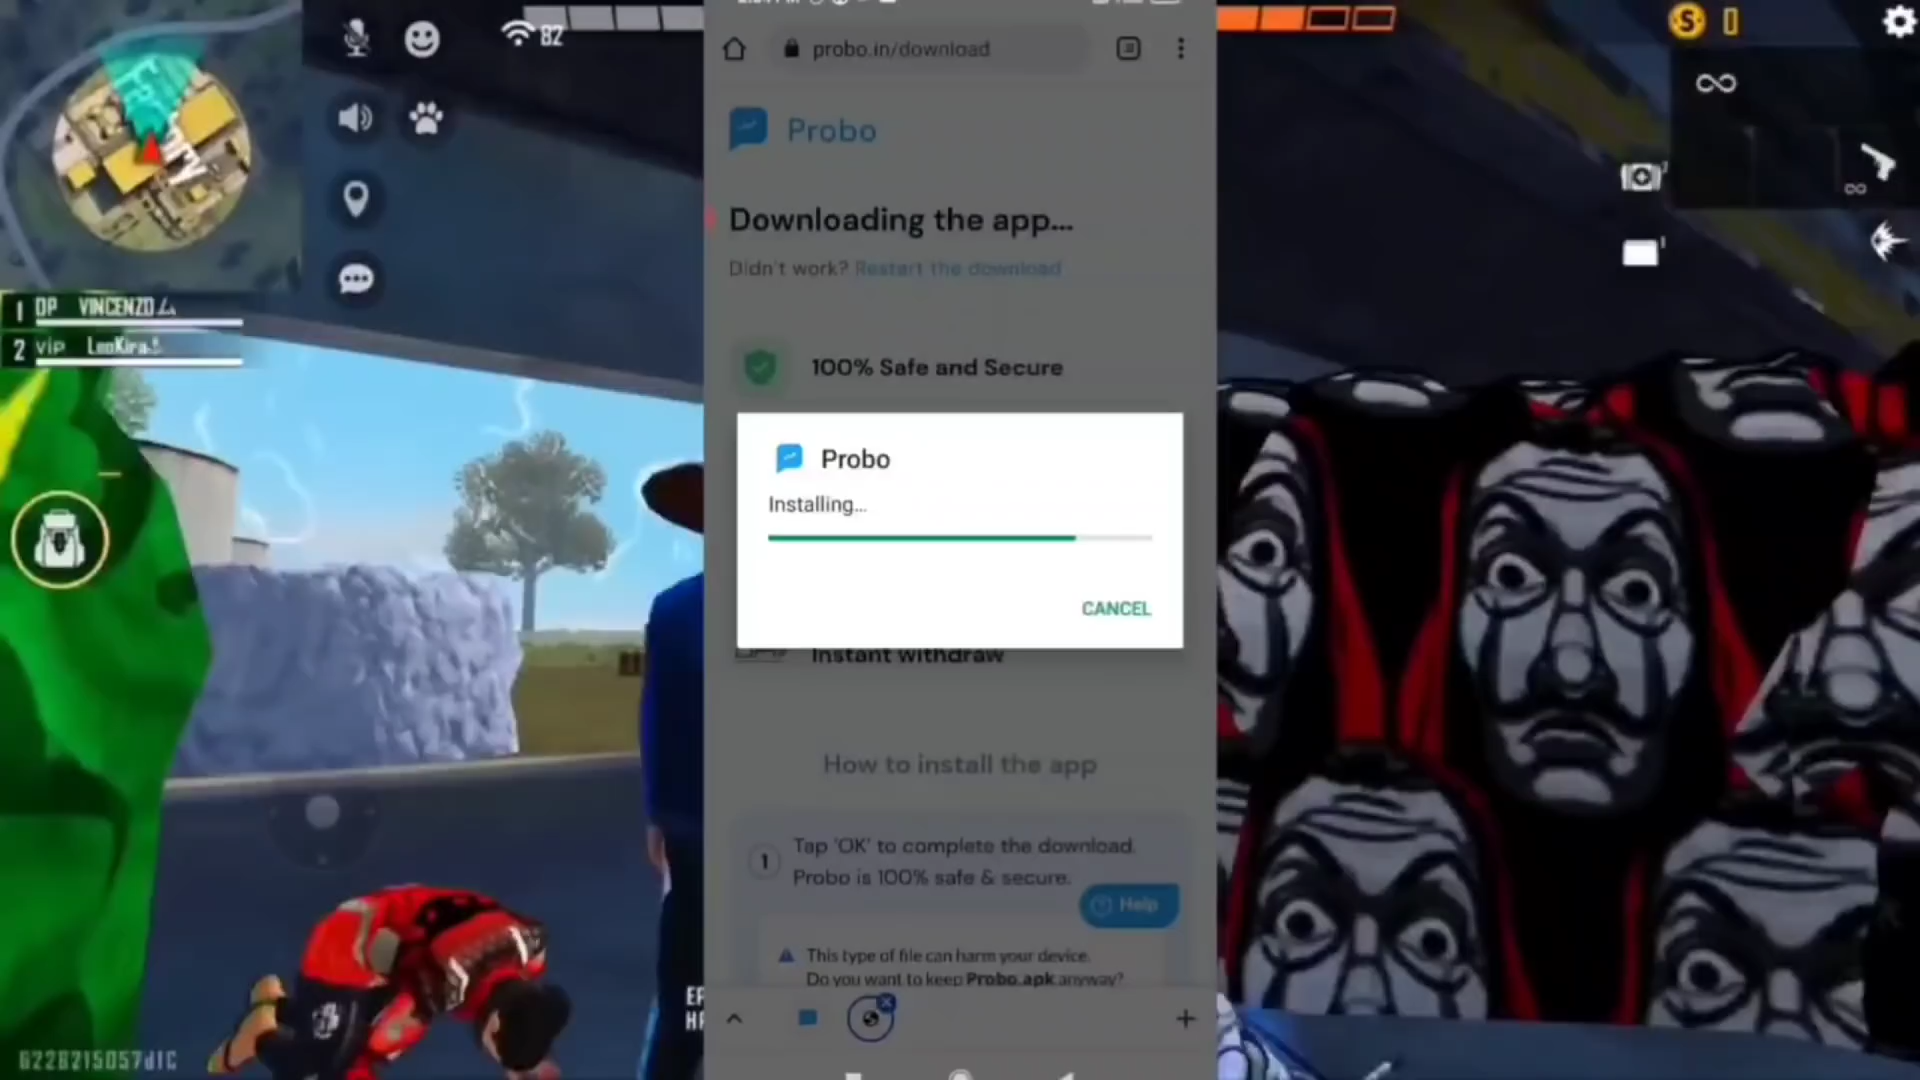 82
probo.in/download
Probo
Downloading the app...
Didn't work? Restart the download
1 OP VINCENZO
2 VIP LeoKira
100% Safe and Secure
Probo
Installing...
CANCEL
Instant withdraw
How to install the app
1
Tap 'OK' to complete the download.
Probo is 100% safe & secure.
Help
This type of file can harm your device.
Do you want to keep Probo.apk anyway?